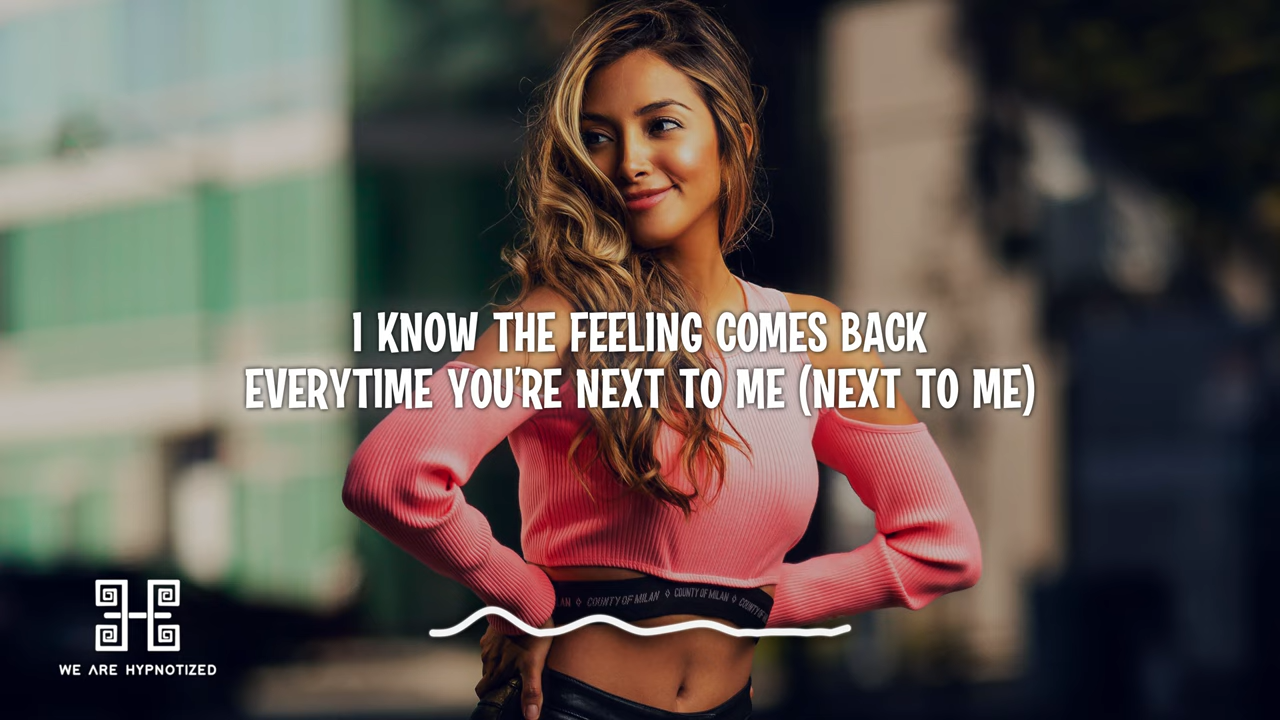 I KNOW THE FEELING COMES BACK
EVERYTIME YOU'RE NEXT TO ME (NEXT TO ME)
COUNTY OF MILAN ◊ COUNTY OF MILAN ◊
WE ARE HYPNOTIZED